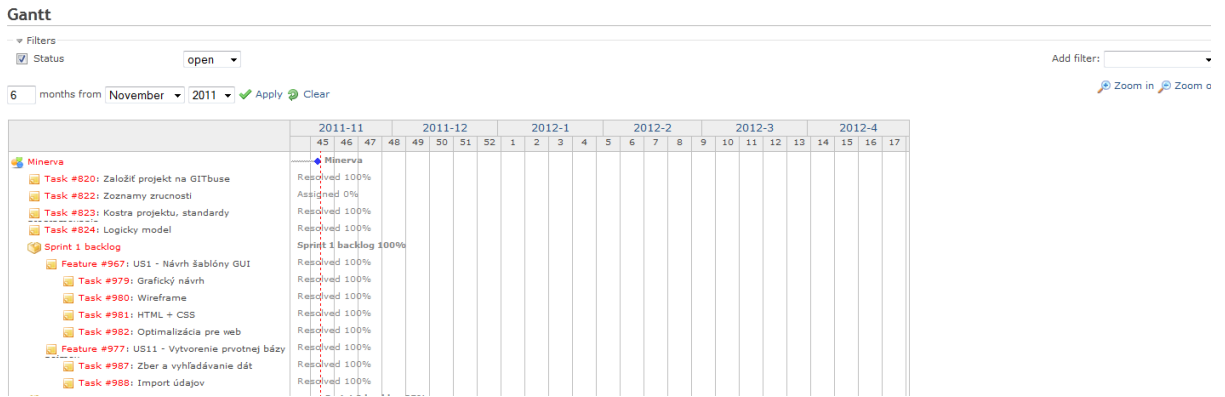 Gantt
Filters
Status open Add filter:
6 months from November 2011 Apply Clear Zoom in Zoom o
2011-11 2011-12 2012-1 2012-2 2012-3 2012-4
45 46 47 48 49 50 51 52 1 2 3 4 5 6 7 8 9 10 11 12 13 14 15 16 17
Minerva Minerva
Task #820: Založiť projekt na GITbuse Resolved 100%
Task #822: Zoznamy zrucnosti Assigned 0%
Task #823: Kostra projektu, standardy Resolved 100%
Task #824: Logicky model Resolved 100%
Sprint 1 backlog Sprint 1 backlog 100%
Feature #967: US1 - Návrh šablóny GUI Resolved 100%
Task #979: Grafický návrh Resolved 100%
Task #980: Wireframe Resolved 100%
Task #981: HTML + CSS Resolved 100%
Task #982: Optimalizácia pre web Resolved 100%
Feature #977: US11 - Vytvorenie prvotnej bázy Resolved 100%
Task #987: Zber a vyhľadávanie dát Resolved 100%
Task #988: Import údajov Resolved 100%